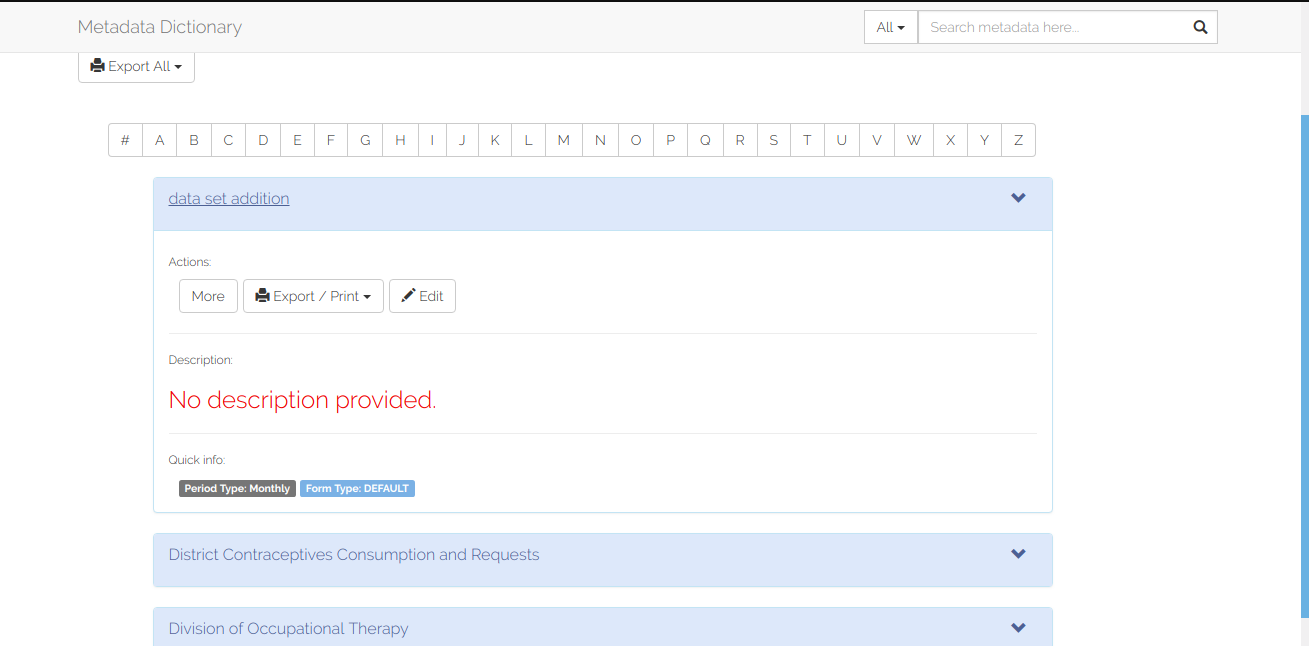 Metadata Dictionary
All
Search metadata here...
Export All
# A B C D E F G H I J K L M N O P Q R S T U V W X Y Z
data set addition
Actions:
More Export / Print Edit
Description:
No description provided.
Quick info:
Period Type: Monthly Form Type: DEFAULT
District Contraceptives Consumption and Requests
Division of Occupational Therapy